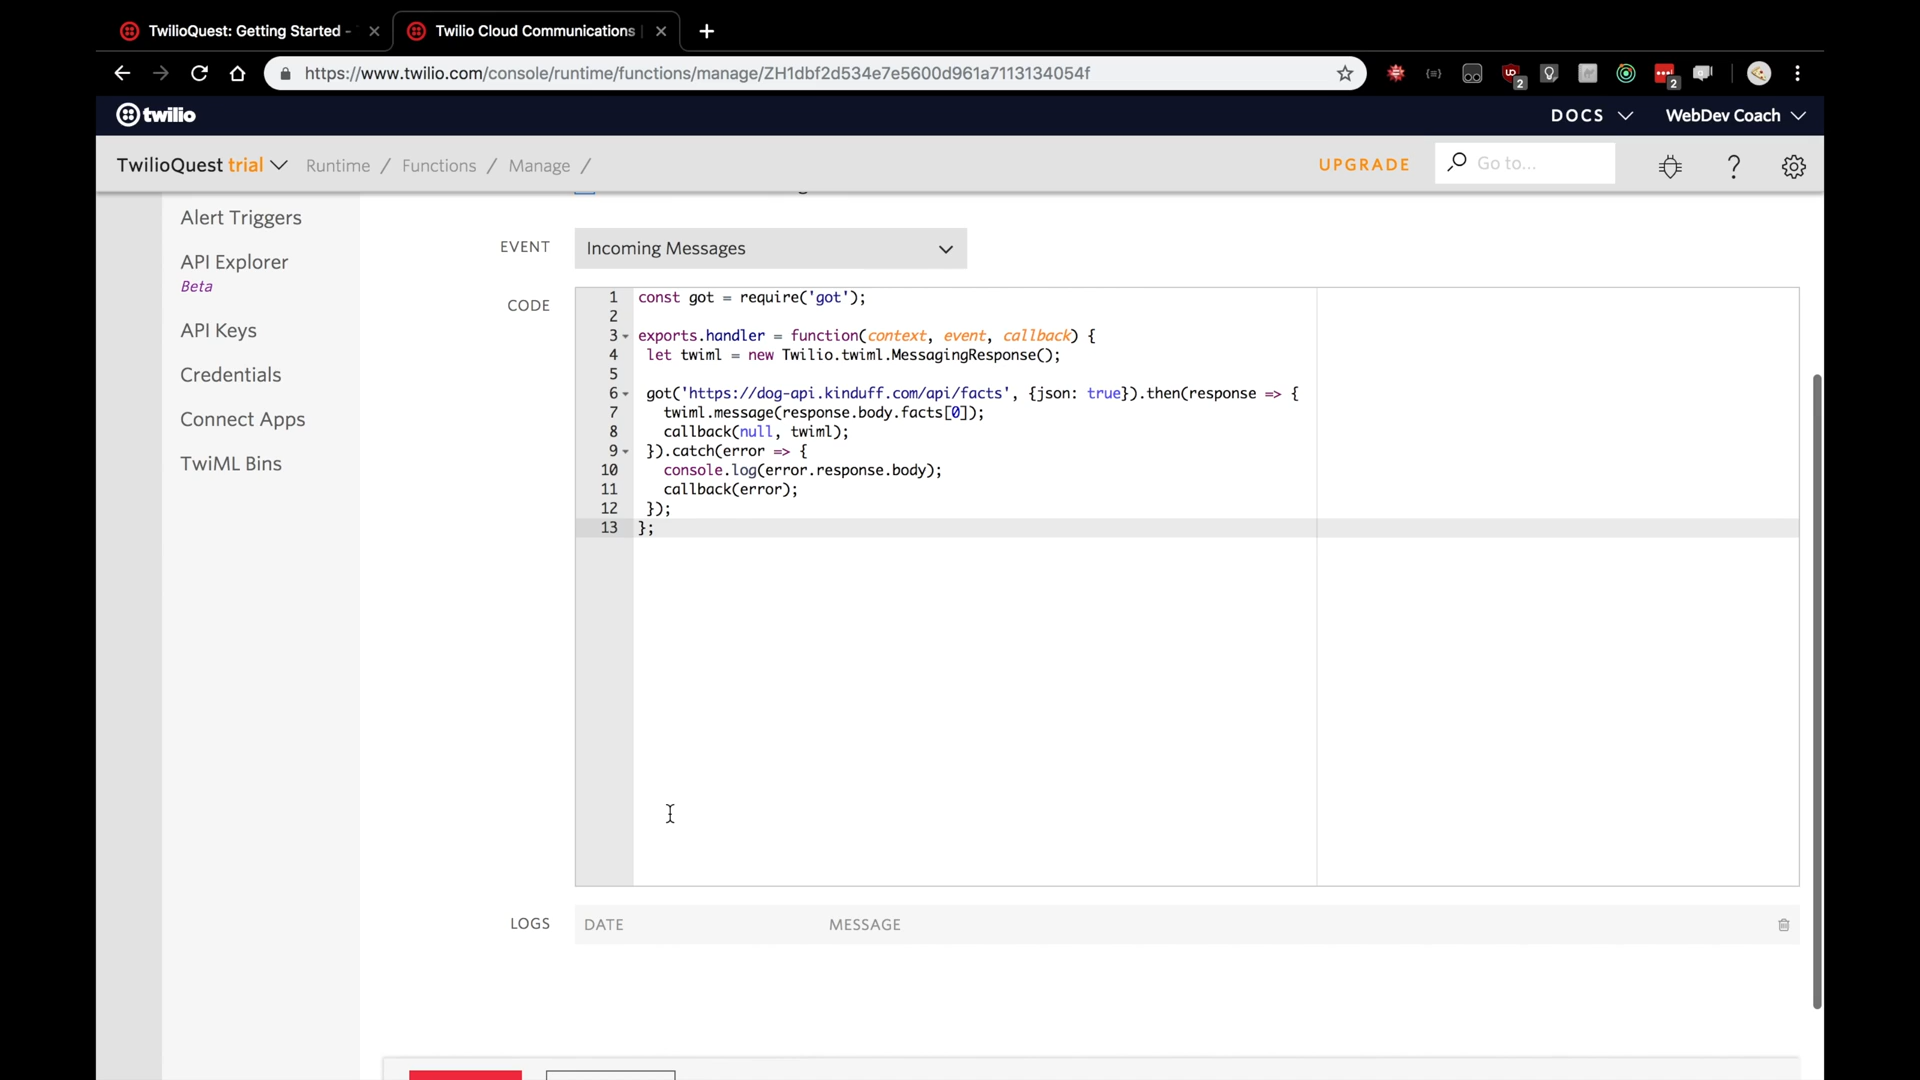 TwilioQuest: Getting Started -
Twilio Cloud Communications
https://www.twilio.com/console/runtime/functions/manage/ZH1dbf2d534e7e5600d961a7113134054f
UD 2
2
twilio
DOCS
WebDev Coach
TwilioQuest trial
Runtime / Functions / Manage /
UPGRADE
Go to...
?
Alert Triggers
API Explorer
Beta
API Keys
Credentials
Connect Apps
TwiML Bins
EVENT
Incoming Messages
CODE
1 const got = require('got');
2
3 exports.handler = function(context, event, callback) {
4 let twiml = new Twilio.twiml.MessagingResponse();
5
6 got('https://dog-api.kinduff.com/api/facts', {json: true}).then(response => {
7 twiml.message(response.body.facts[0]);
8 callback(null, twiml);
9 }).catch(error => {
10 console.log(error.response.body);
11 callback(error);
12 });
13 };
LOGS
DATE
MESSAGE